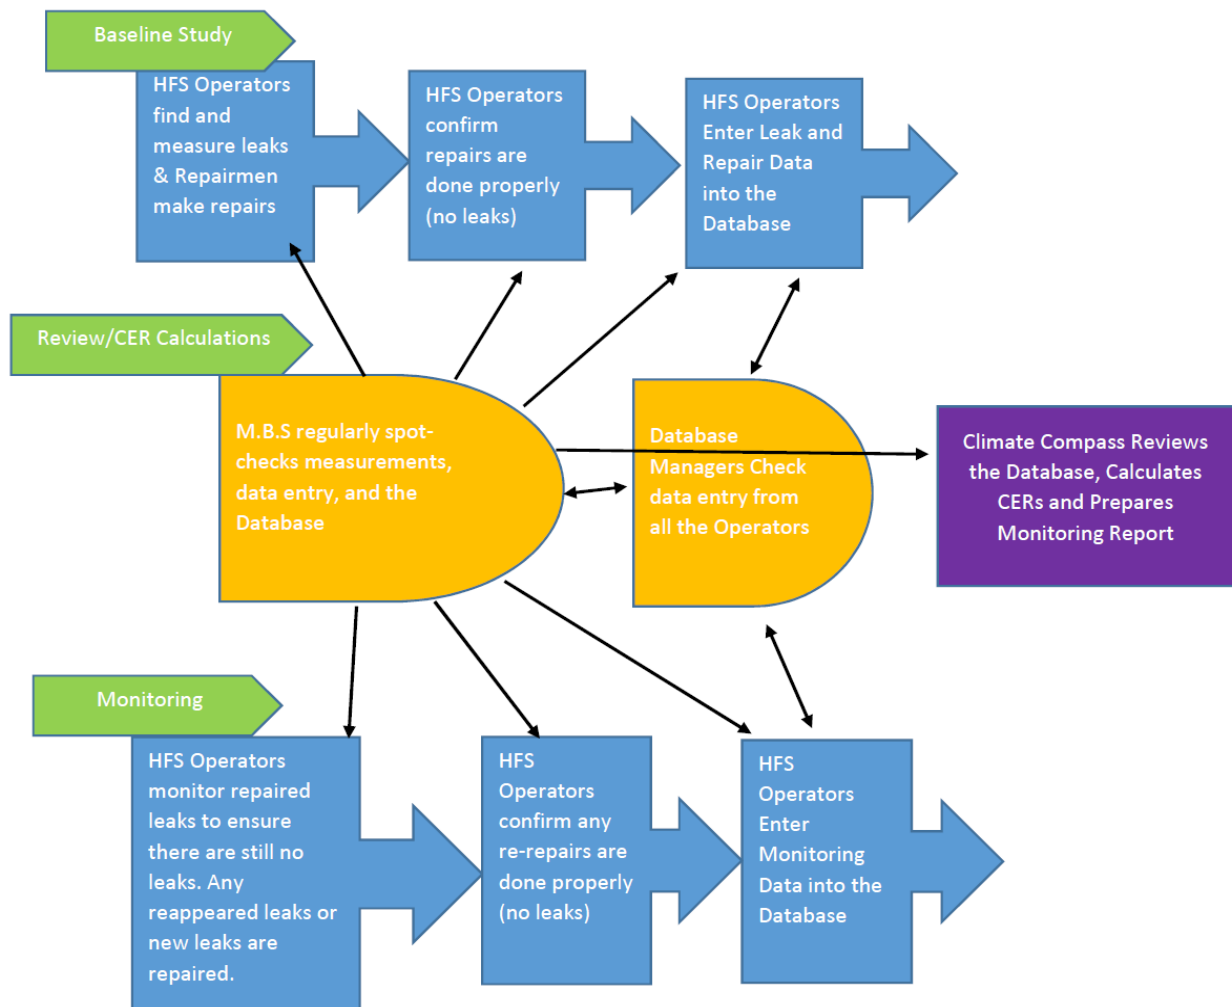 Baseline Study
HFS Operators
find and
measure leaks
& Repairmen
make repairs
HFS Operators
confirm
repairs are
done properly
(no leaks)
HFS Operators
Enter Leak and
Repair Data
into the
Database
Review/CER Calculations
M.B.S regularly spot-
checks measurements,
data entry, and the
Database
Database
Managers Check
data entry from
all the Operators
Climate Compass Reviews
the Database, Calculates
CERs and Prepares
Monitoring Report
Monitoring
HFS Operators
monitor repaired
leaks to ensure
there are still no
leaks. Any
reappeared leaks or
new leaks are
repaired.
HFS
Operators
confirm any
re-repairs are
done properly
(no leaks)
HFS
Operators
Enter
Monitoring
Data into the
Database